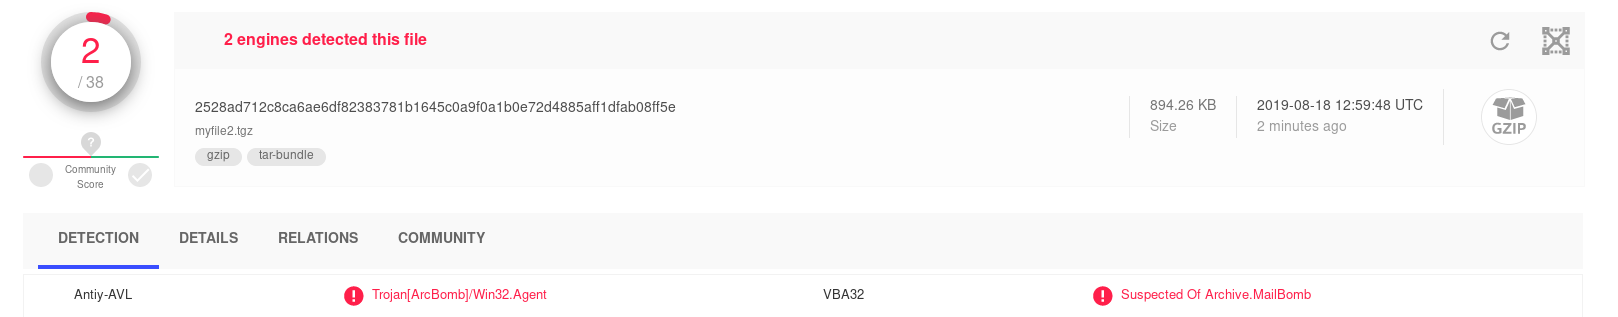 2
/ 38
?
Community
Score
2 engines detected this file
2528ad712c8ca6ae6df82383781b1645c0a9f0a1b0e72d4885aff1dfab08ff5e
myfile2.tgz
gzip tar-bundle
894.26 KB
Size
2019-08-18 12:59:48 UTC
2 minutes ago
GZIP
DETECTION DETAILS RELATIONS COMMUNITY
Antiy-AVL Trojan[ArcBomb]/Win32.Agent VBA32 Suspected Of Archive.MailBomb